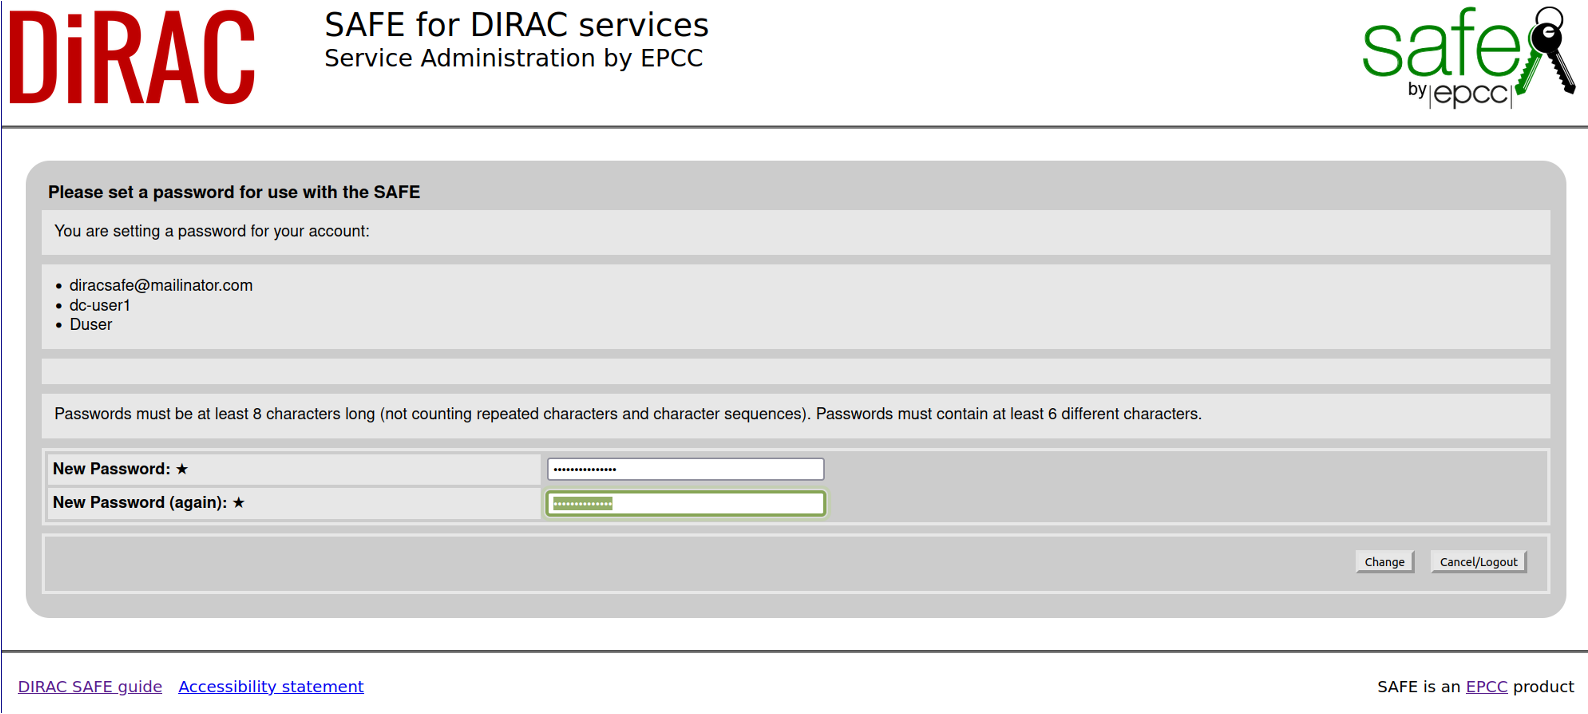 DiRAC
SAFE for DIRAC services
Service Administration by EPCC
safe
by |epcc|
Please set a password for use with the SAFE
You are setting a password for your account:
• diracsafe@mailinator.com
• dc-user1
• Duser
Passwords must be at least 8 characters long (not counting repeated characters and character sequences). Passwords must contain at least 6 different characters.
New Password: ★ •••••••••••••••
New Password (again): ★ ••••••••••••••
Change Cancel/Logout
DIRAC SAFE guide Accessibility statement SAFE is an EPCC product